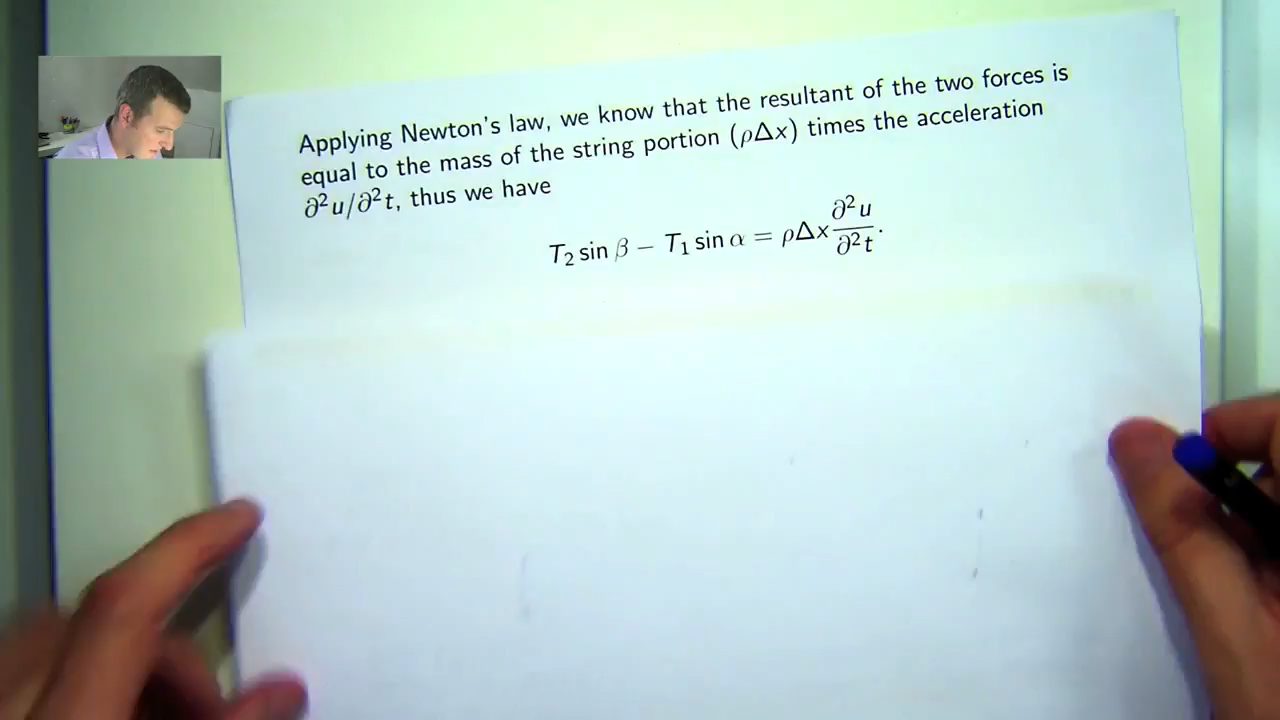 Applying Newton's law, we know that the resultant of the two forces is
equal to the mass of the string portion (ρΔx) times the acceleration
∂²u/∂²t, thus we have
T₂ sin β − T₁ sin α = ρΔx ∂²u/∂²t.